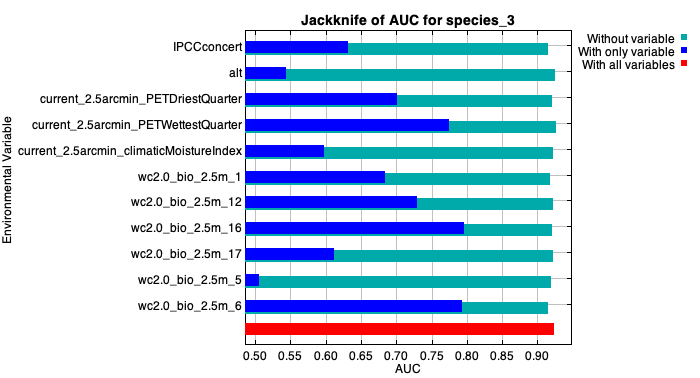 Jackknife of AUC for species_3
Without variable
With only variable
With all variables
Environmental Variable
IPCCconcert
alt
current_2.5arcmin_PETDriestQuarter
current_2.5arcmin_PETWettestQuarter
current_2.5arcmin_climaticMoistureIndex
wc2.0_bio_2.5m_1
wc2.0_bio_2.5m_12
wc2.0_bio_2.5m_16
wc2.0_bio_2.5m_17
wc2.0_bio_2.5m_5
wc2.0_bio_2.5m_6
0.50 0.55 0.60 0.65 0.70 0.75 0.80 0.85 0.90
AUC